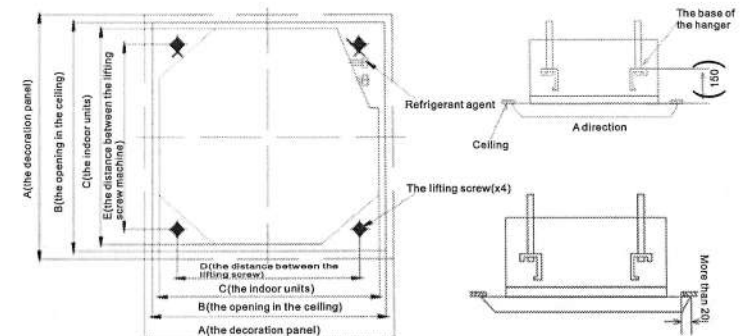 A(the decoration panel)
B(the opening in the ceiling)
C(the indoor units)
E(the distance between the lifting
screw machine)
Refrigerant agent
The lifting screw(x4)
D(the distance between the
lifting screw)
C(the indoor units)
B(the opening in the ceiling)
A(the decoration panel)
The base of
the hanger
(150)
A direction
Ceiling
More than 20